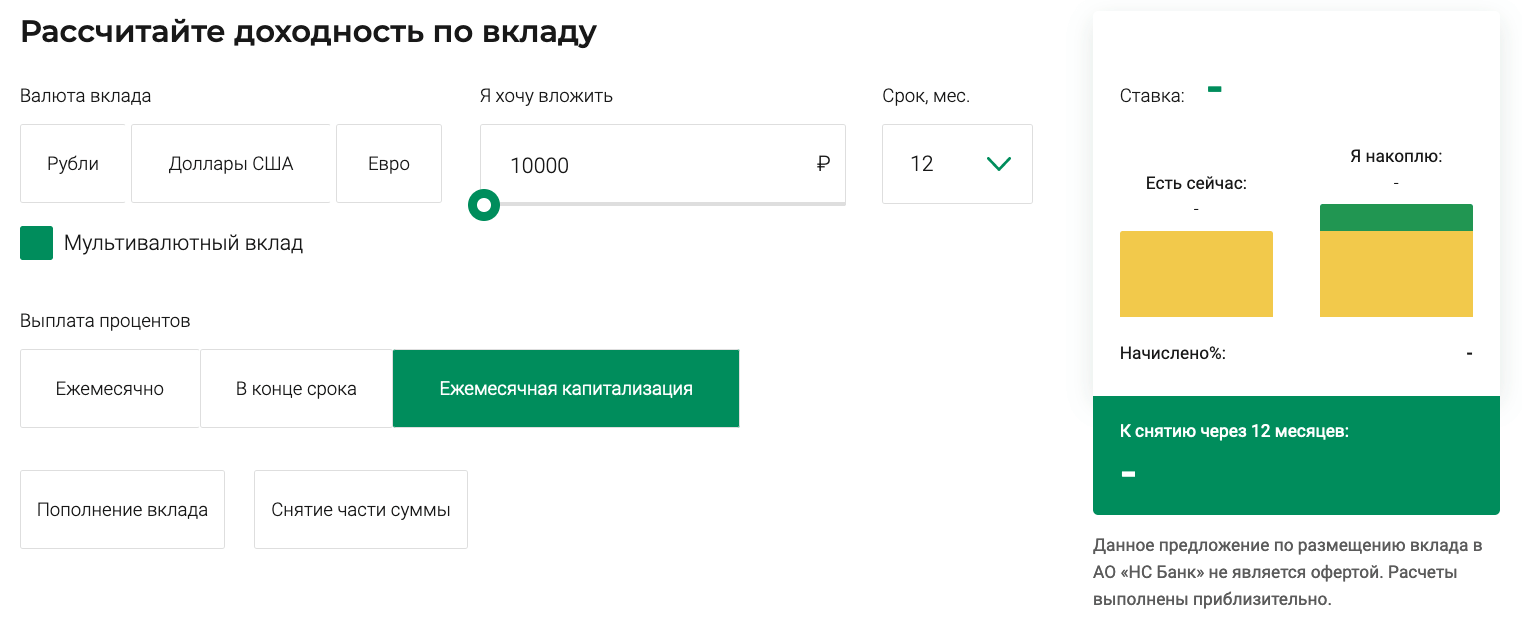 Рассчитайте доходность по вкладу
Валюта вклада
Рубли
Доллары США
Евро
Мультивалютный вклад
Я хочу вложить
10000 ₽
Срок, мес.
12
Выплата процентов
Ежемесячно
В конце срока
Ежемесячная капитализация
Пополнение вклада
Снятие части суммы
Ставка: -
Есть сейчас:
-
Я накоплю:
-
Начислено%: -
К снятию через 12 месяцев:
-
Данное предложение по размещению вклада в
АО «НС Банк» не является офертой. Расчеты
выполнены приблизительно.